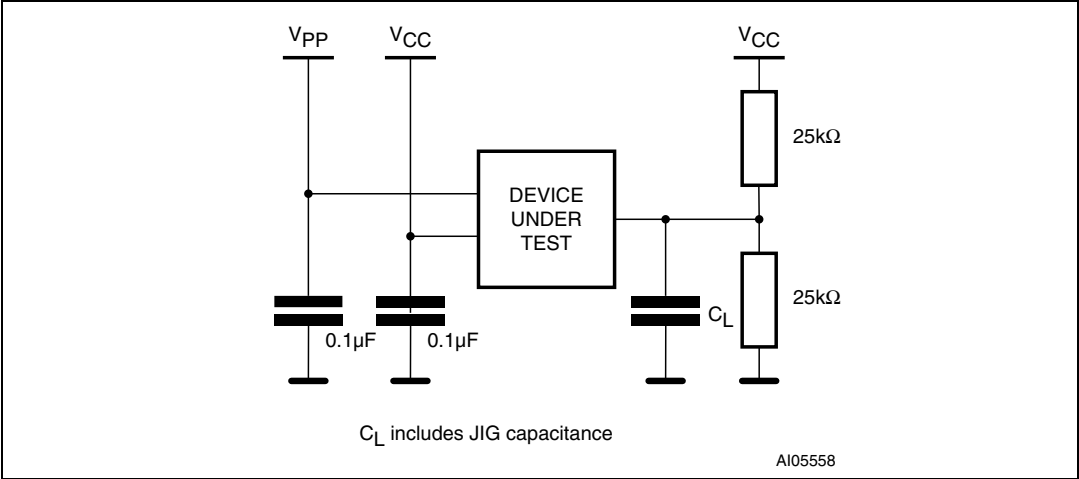 VPP
VCC
VCC
25kΩ
DEVICE
UNDER
TEST
25kΩ
CL
0.1µF
0.1µF
CL includes JIG capacitance
AI05558